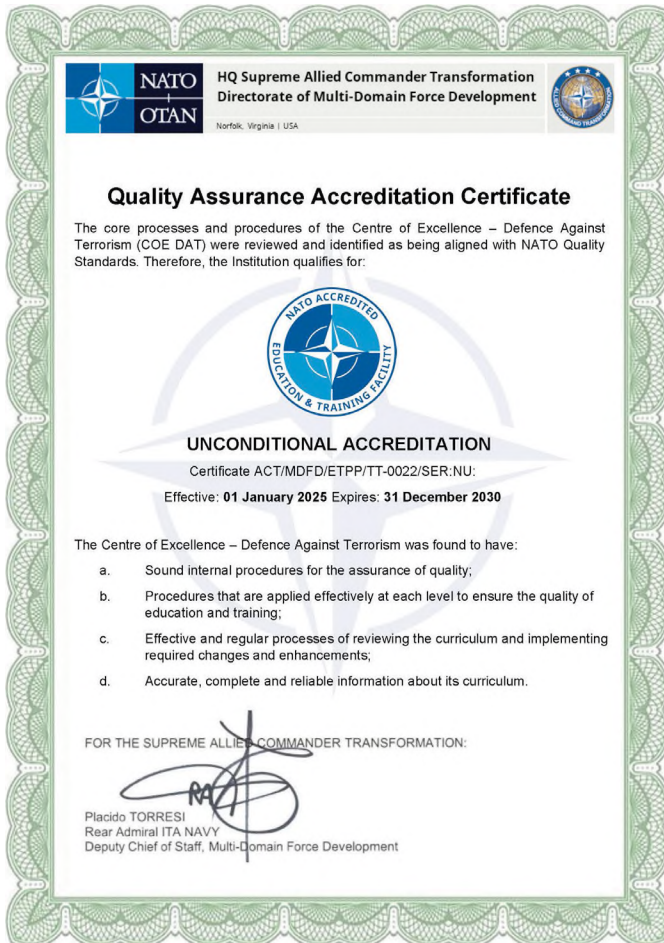 NATO
OTAN
HQ Supreme Allied Commander Transformation
Directorate of Multi-Domain Force Development
Norfolk, Virginia | USA
ALLIED COMMAND TRANSFORMATION
Quality Assurance Accreditation Certificate
The core processes and procedures of the Centre of Excellence – Defence Against
Terrorism (COE DAT) were reviewed and identified as being aligned with NATO Quality
Standards. Therefore, the Institution qualifies for:
NATO ACCREDITED
EDUCATION & TRAINING FACILITY
UNCONDITIONAL ACCREDITATION
Certificate ACT/MDFD/ETPP/TT-0022/SER:NU:
Effective: 01 January 2025 Expires: 31 December 2030
The Centre of Excellence – Defence Against Terrorism was found to have:
a. Sound internal procedures for the assurance of quality;
b. Procedures that are applied effectively at each level to ensure the quality of
education and training;
c. Effective and regular processes of reviewing the curriculum and implementing
required changes and enhancements;
d. Accurate, complete and reliable information about its curriculum.
FOR THE SUPREME ALLIED COMMANDER TRANSFORMATION:
Placido TORRESI
Rear Admiral ITA NAVY
Deputy Chief of Staff, Multi-Domain Force Development